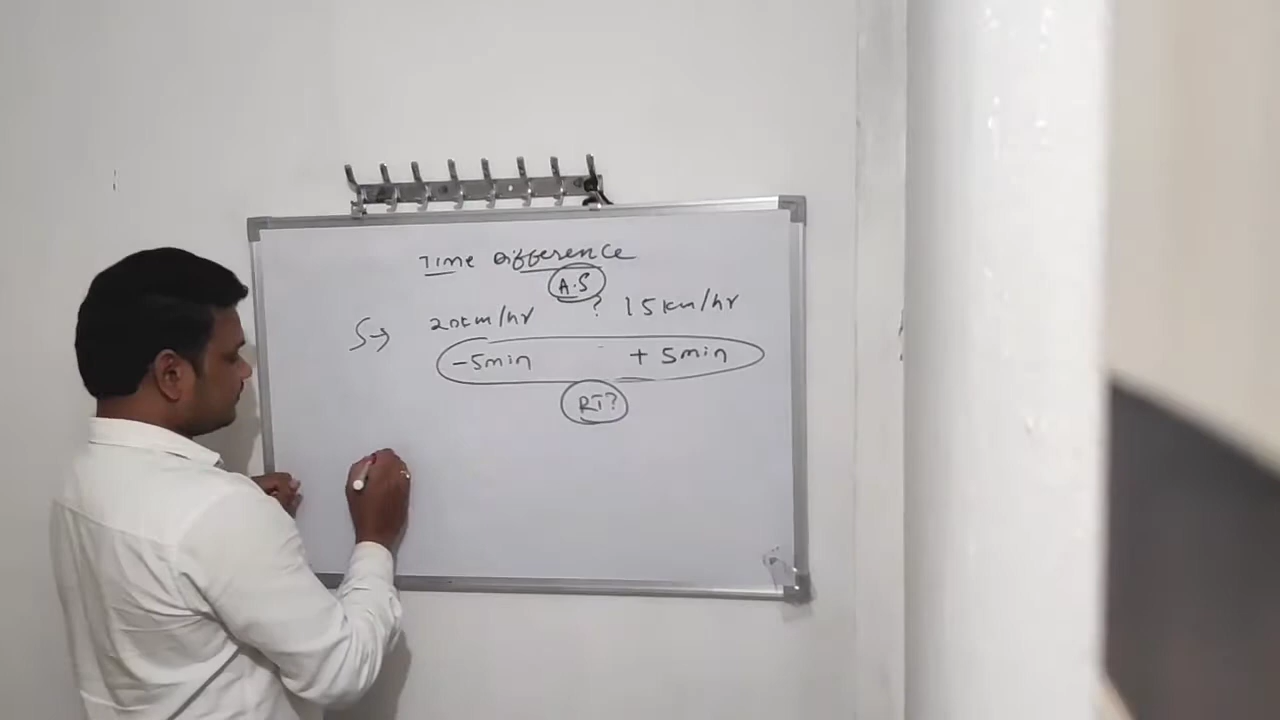 Time Difference
A.S
S→ 20km/hr ? 15km/hr
-5min + 5min
RT?